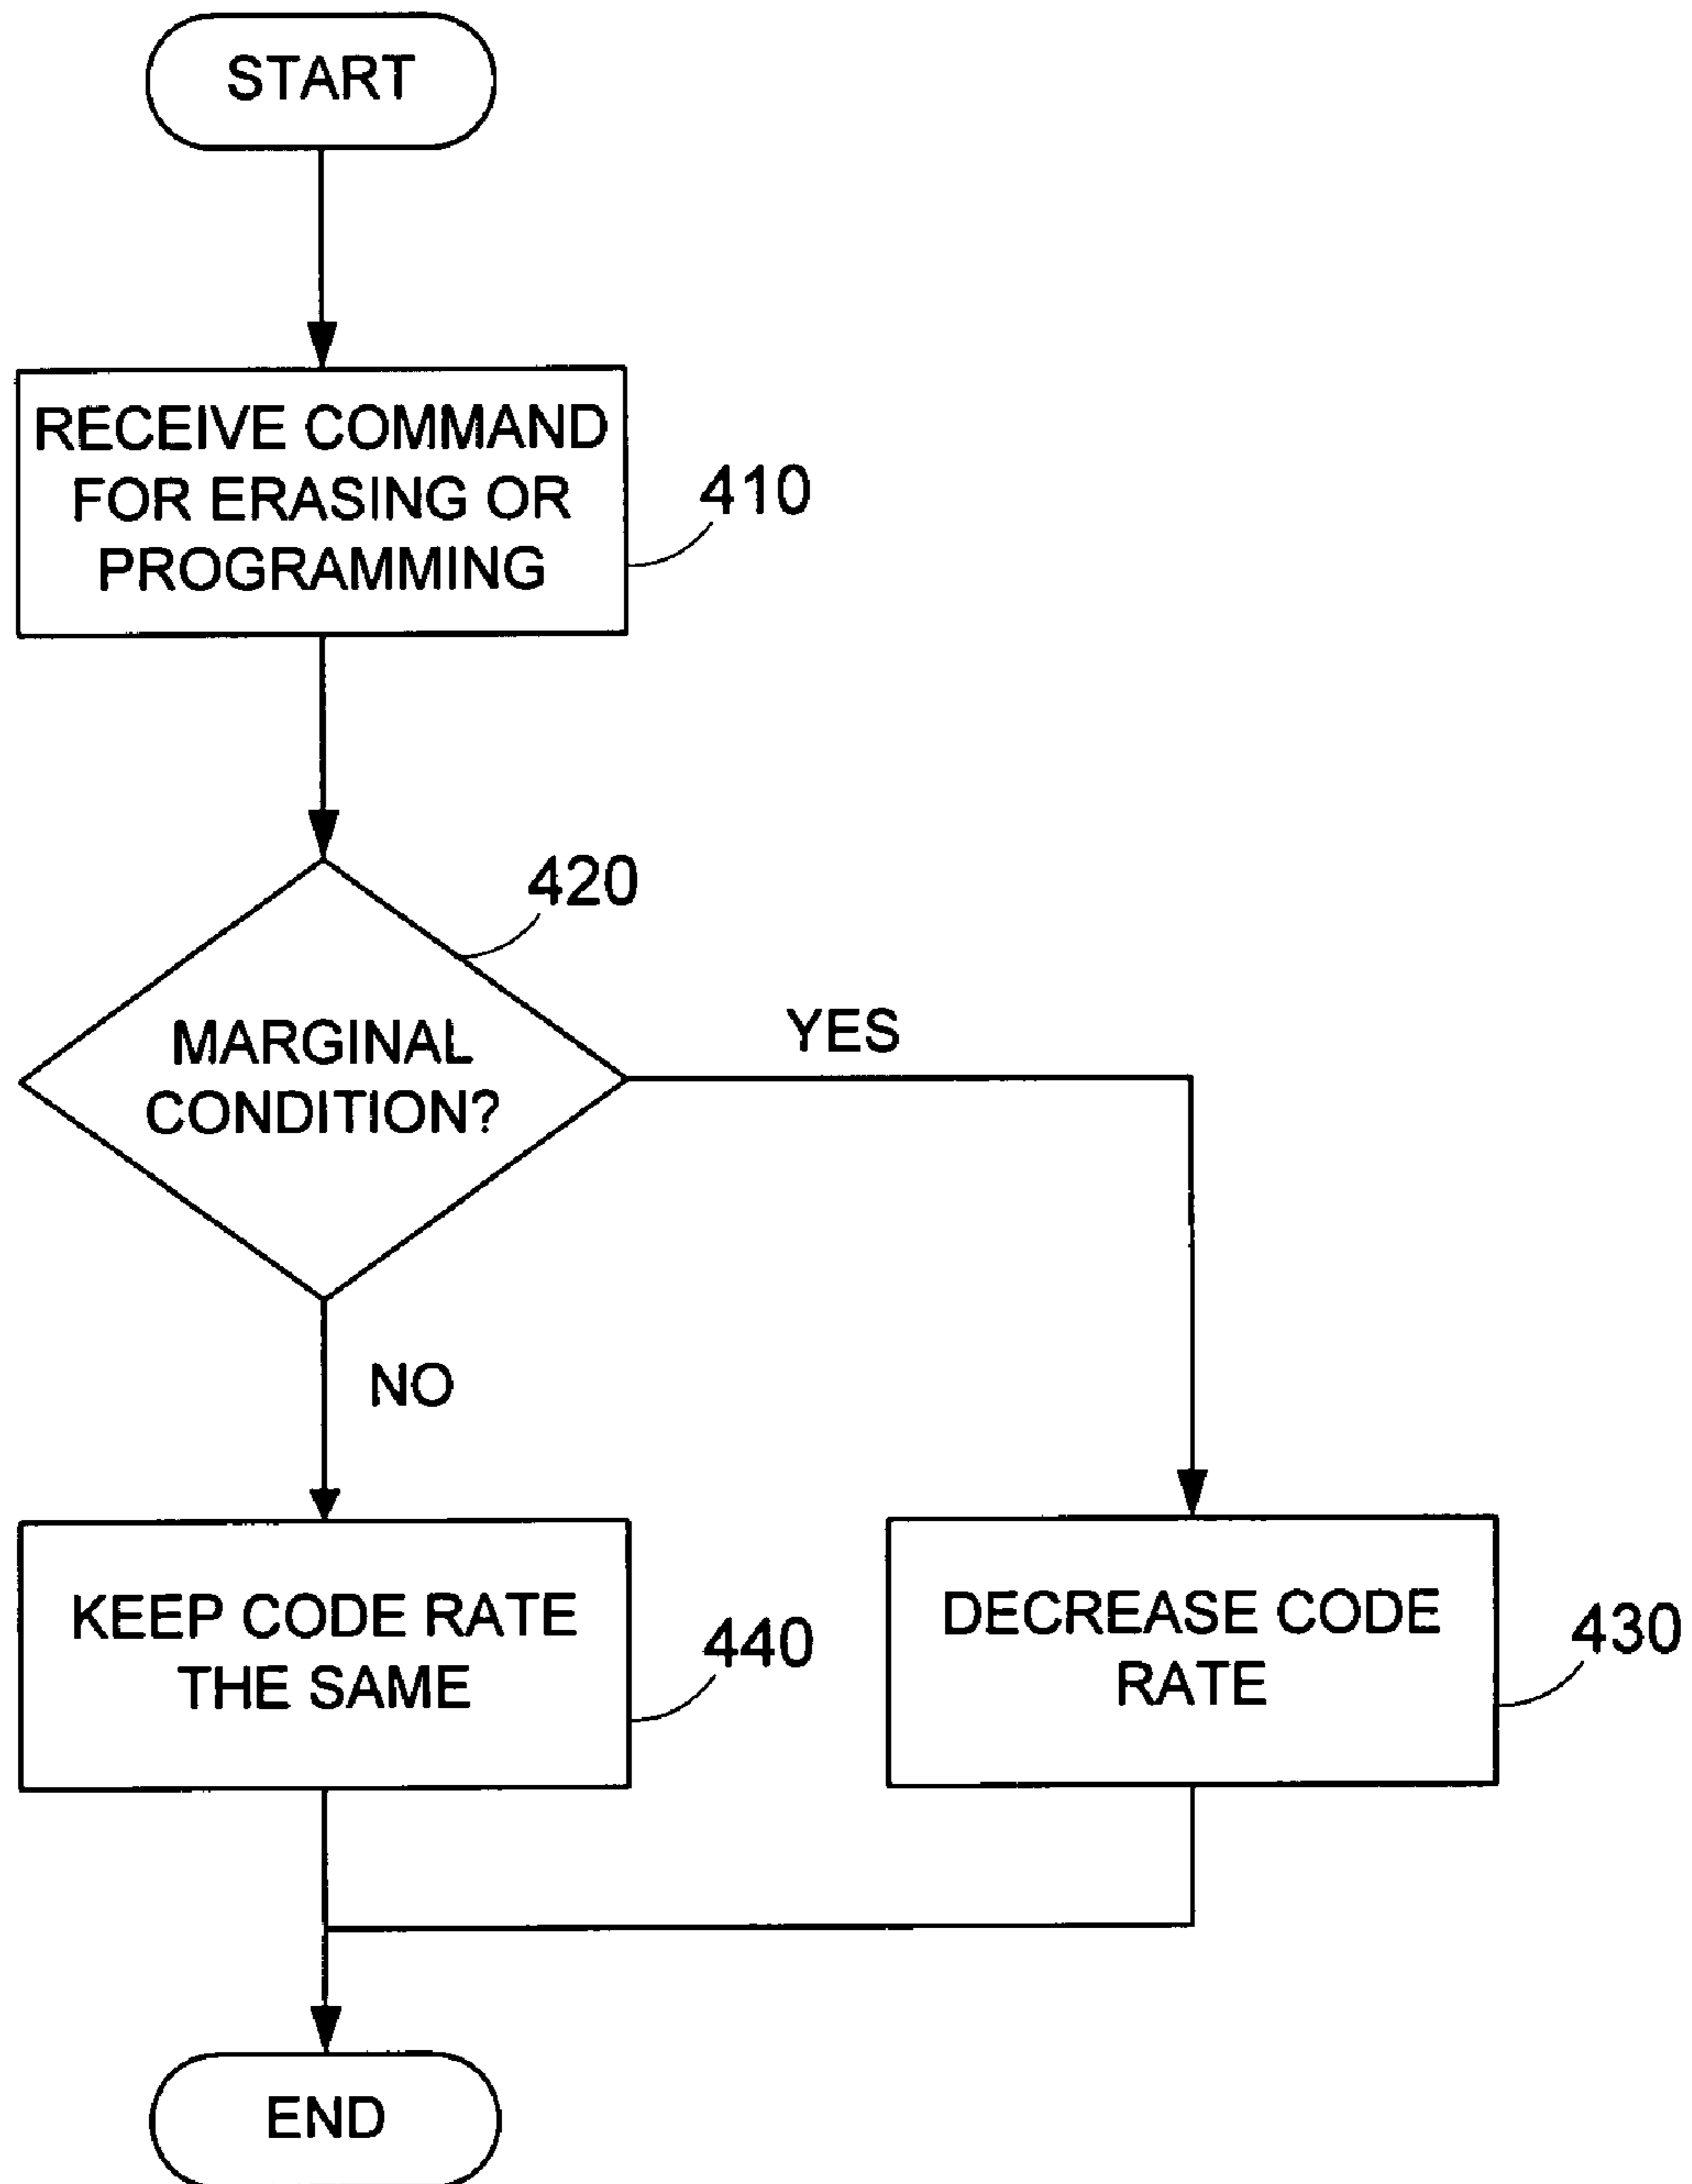 START
RECEIVE COMMAND
FOR ERASING OR
PROGRAMMING
410
420
MARGINAL
CONDITION?
YES
NO
KEEP CODE RATE
THE SAME
440
DECREASE CODE
RATE
430
END